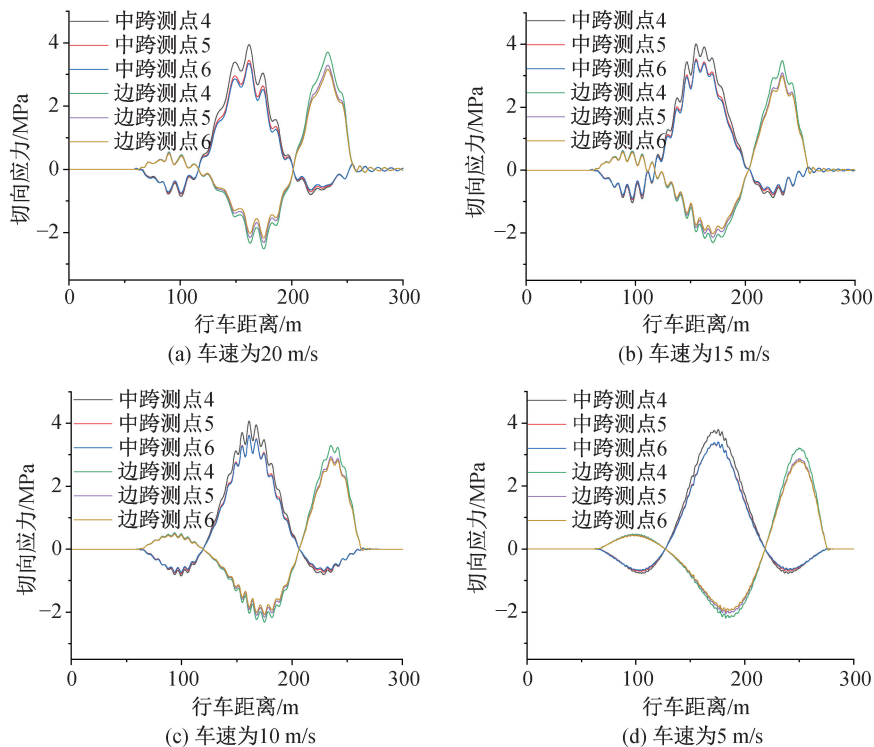 中跨测点4
中跨测点5
中跨测点6
边跨测点4
边跨测点5
边跨测点6
切向应力/MPa
4
2
0
−2
0
100
200
300
行车距离/m
(a) 车速为20 m/s
中跨测点4
中跨测点5
中跨测点6
边跨测点4
边跨测点5
边跨测点6
切向应力/MPa
4
2
0
−2
0
100
200
300
行车距离/m
(b) 车速为15 m/s
中跨测点4
中跨测点5
中跨测点6
边跨测点4
边跨测点5
边跨测点6
切向应力/MPa
4
2
0
−2
0
100
200
300
行车距离/m
(c) 车速为10 m/s
中跨测点4
中跨测点5
中跨测点6
边跨测点4
边跨测点5
边跨测点6
切向应力/MPa
4
2
0
−2
0
100
200
300
行车距离/m
(d) 车速为5 m/s